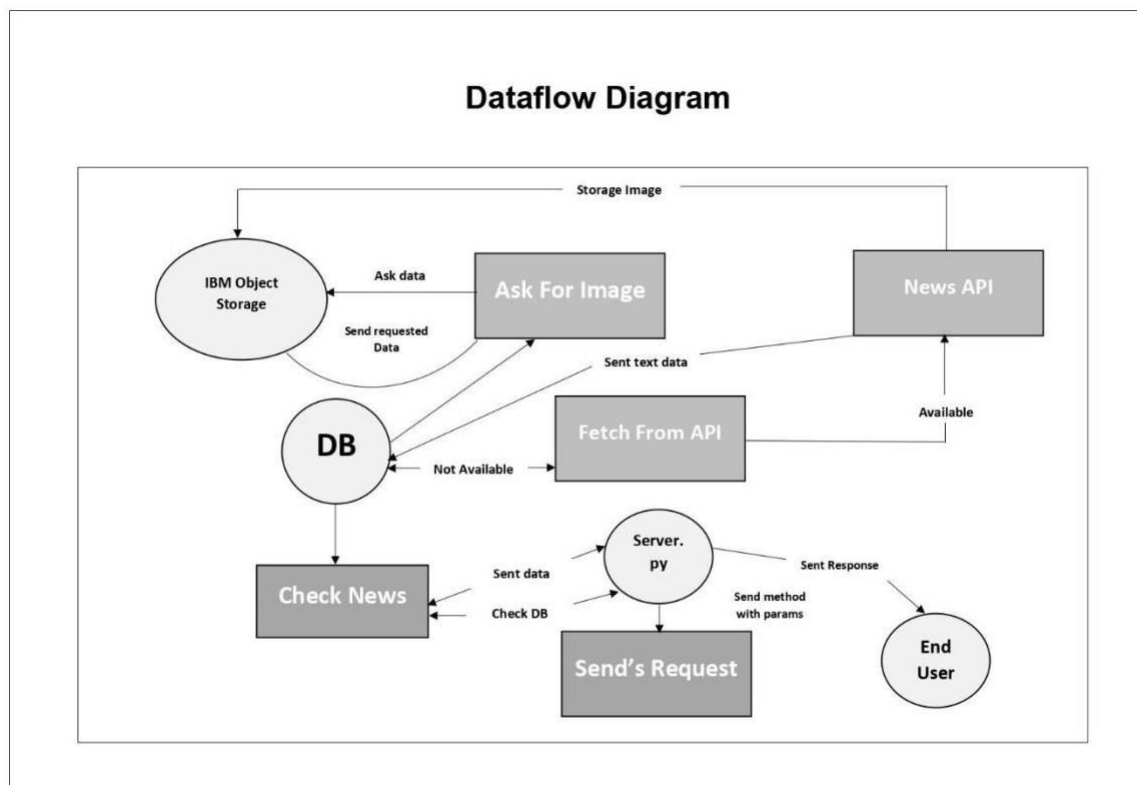 Dataflow Diagram
Storage Image
IBM Object
Storage
Ask data
Ask For Image
News API
Send requested
Data
Sent text data
Fetch From API
Available
DB
Not Available
Server.
py
Sent data
Sent Response
Check News
Check DB
Send method
with params
Send's Request
End
User